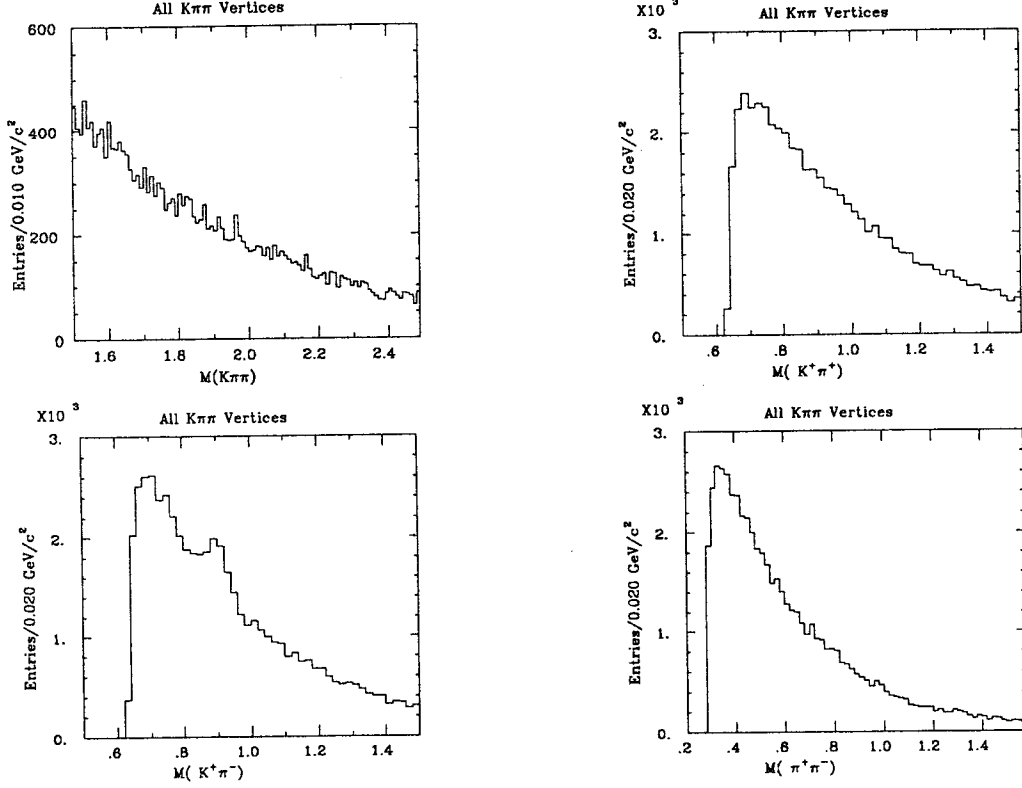 All Kππ Vertices
600
400
200
0
Entries/0.010 GeV/c²
1.6 1.8 2.0 2.2 2.4
M(Kππ)
X10 3
All Kππ Vertices
3.
2.
1.
0.
Entries/0.020 GeV/c²
.6 .8 1.0 1.2 1.4
M( K⁺π⁺)
X10 3
All Kππ Vertices
3.
2.
1.
0.
Entries/0.020 GeV/c²
.6 .8 1.0 1.2 1.4
M( K⁺π⁻)
X10 3
All Kππ Vertices
3.
2.
1.
0.
Entries/0.020 GeV/c²
.2 .4 .6 .8 1.0 1.2 1.4
M( π⁺π⁻)